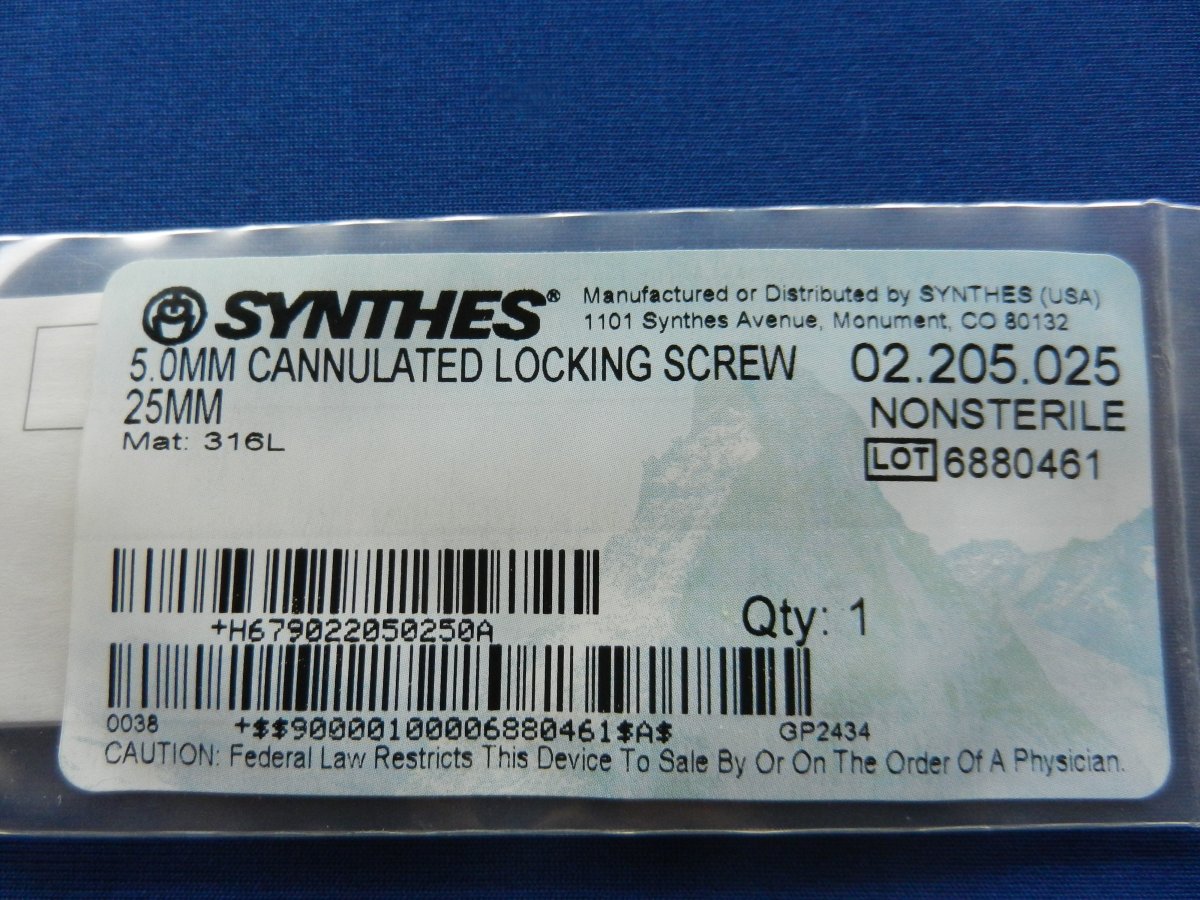 SYNTHES®
Manufactured or Distributed by SYNTHES (USA)
1101 Synthes Avenue, Monument, CO 80132
5.0MM CANNULATED LOCKING SCREW
25MM
02.205.025
Mat: 316L
NONSTERILE
LOT 6880461
+H679022050250A
Qty: 1
0038
+$$900000100006880461$A$
GP2434
CAUTION: Federal Law Restricts This Device To Sale By Or On The Order Of A Physician.